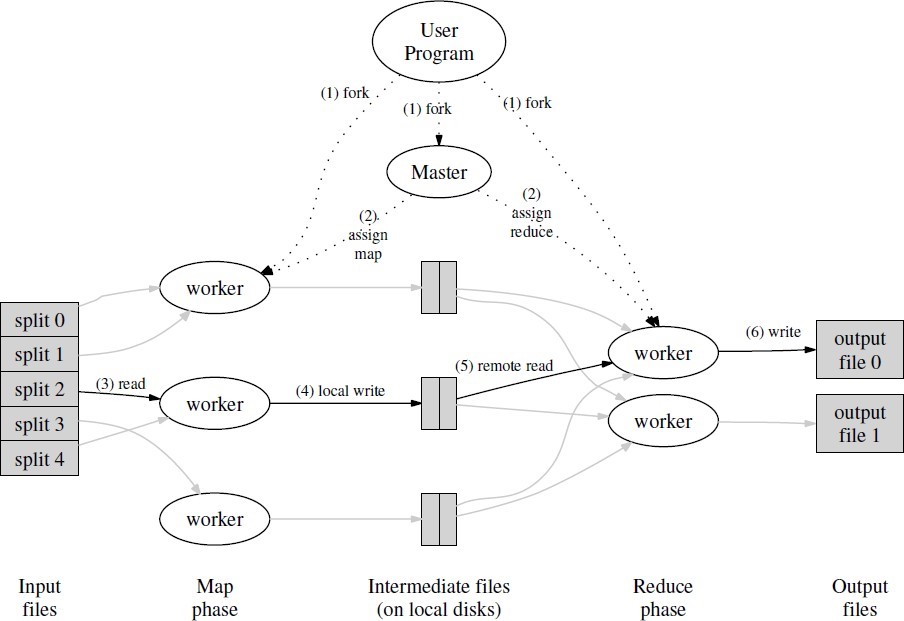 User
Program
(1) fork
(1) fork
(1) fork
Master
(2)
assign
map
(2)
assign
reduce
worker
split 0
split 1
split 2
split 3
split 4
(3) read
worker
(4) local write
(5) remote read
worker
(6) write
output
file 0
worker
output
file 1
worker
Input
files
Map
phase
Intermediate files
(on local disks)
Reduce
phase
Output
files